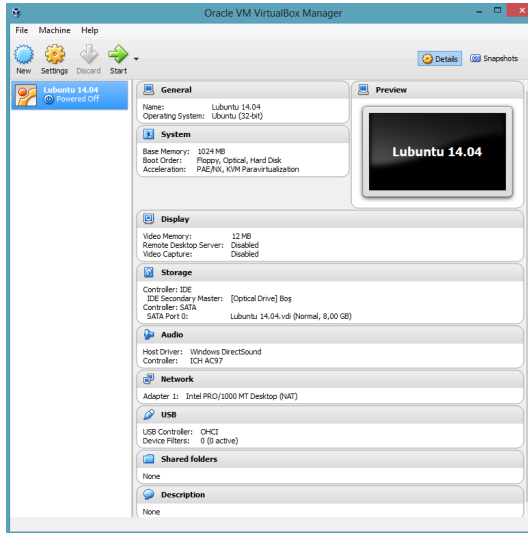 Oracle VM VirtualBox Manager
File Machine Help
New Settings Discard Start
Details Snapshots
Lubuntu 14.04
Powered Off
General
Name: Lubuntu 14.04
Operating System: Ubuntu (32-bit)
Preview
Lubuntu 14.04
System
Base Memory: 1024 MB
Boot Order: Floppy, Optical, Hard Disk
Acceleration: PAE/NX, KVM Paravirtualization
Display
Video Memory: 12 MB
Remote Desktop Server: Disabled
Video Capture: Disabled
Storage
Controller: IDE
IDE Secondary Master: [Optical Drive] Boş
Controller: SATA
SATA Port 0: Lubuntu 14.04.vdi (Normal, 8,00 GB)
Audio
Host Driver: Windows DirectSound
Controller: ICH AC97
Network
Adapter 1: Intel PRO/1000 MT Desktop (NAT)
USB
USB Controller: OHCI
Device Filters: 0 (0 active)
Shared folders
None
Description
None